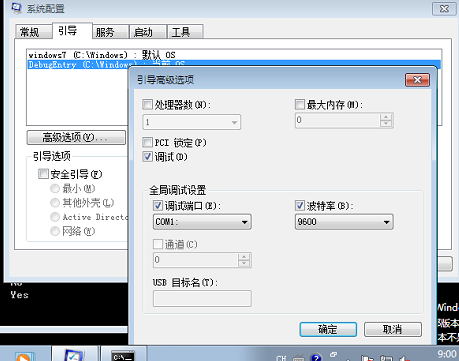 系统配置
常规 引导 服务 启动 工具
windows7 (C:\Windows) : 默认 OS
DebugEntry (C:\Windows) : 当前 OS
引导高级选项
处理器数(N):
最大内存(M):
1
0
PCI 锁定(P)
调试(D)
高级选项(V)...
引导选项
安全引导(F)
最小(M)
其他外壳(L)
Active Direc
网络(W)
全局调试设置
调试端口(E):
波特率(B):
COM1:
9600
通道(C)
0
USB 目标名(T):
确定
取消
Yes
Windo
版本
本不是
CH
9:00